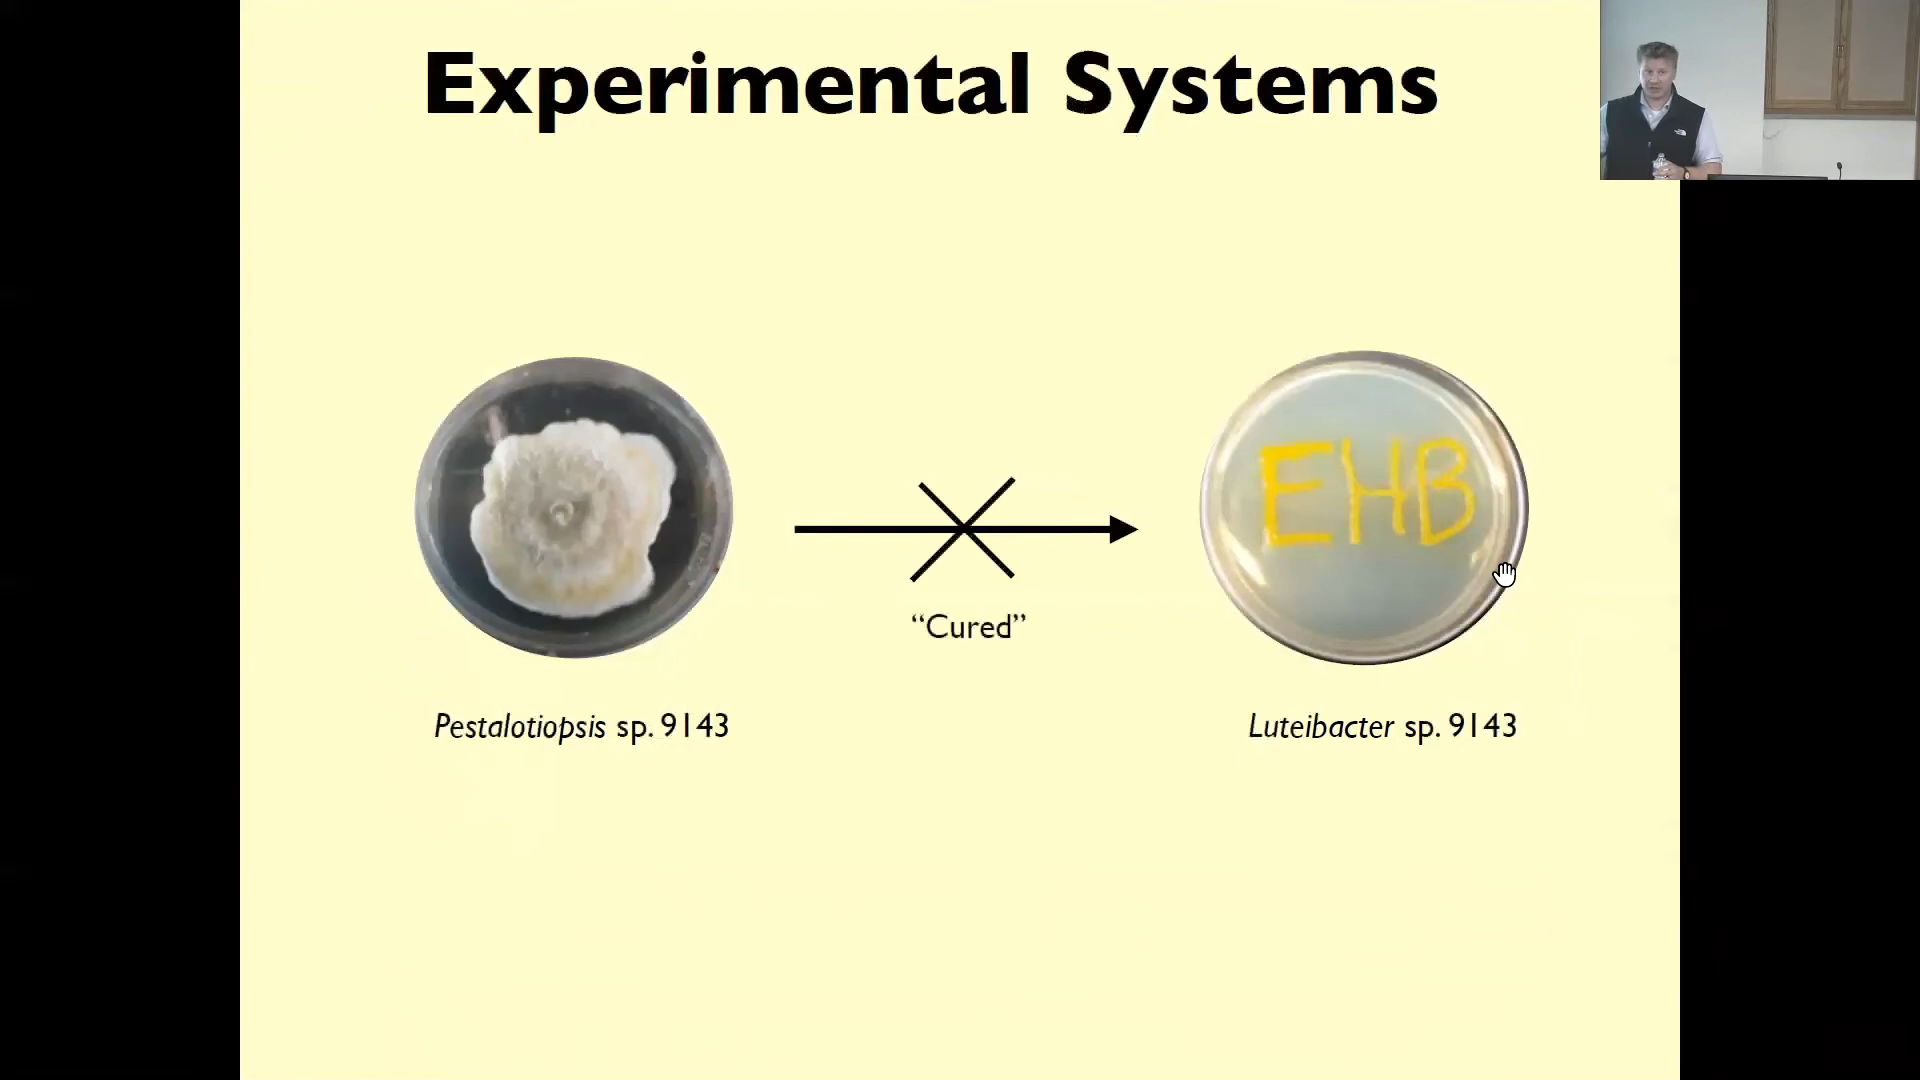 Experimental Systems
EHB
“Cured”
Pestalotiopsis sp. 9143
Luteibacter sp. 9143